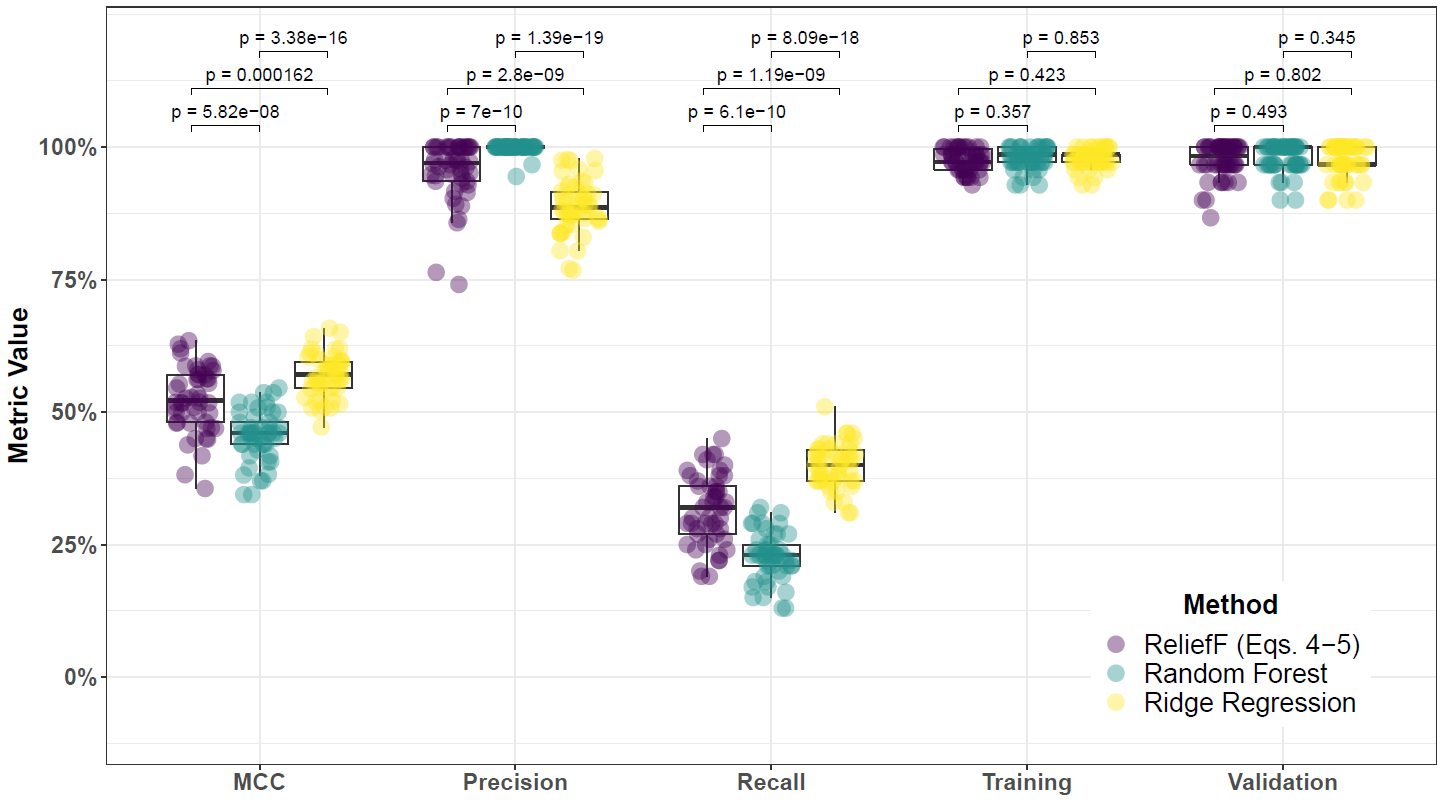 p = 3.38e−16
p = 1.39e−19
p = 8.09e−18
p = 0.853
p = 0.345
p = 0.000162
p = 2.8e−09
p = 1.19e−09
p = 0.423
p = 0.802
p = 5.82e−08
p = 7e−10
p = 6.1e−10
p = 0.357
p = 0.493
100%
75%
50%
25%
0%
Metric Value
MCC
Precision
Recall
Training
Validation
Method
ReliefF (Eqs. 4−5)
Random Forest
Ridge Regression